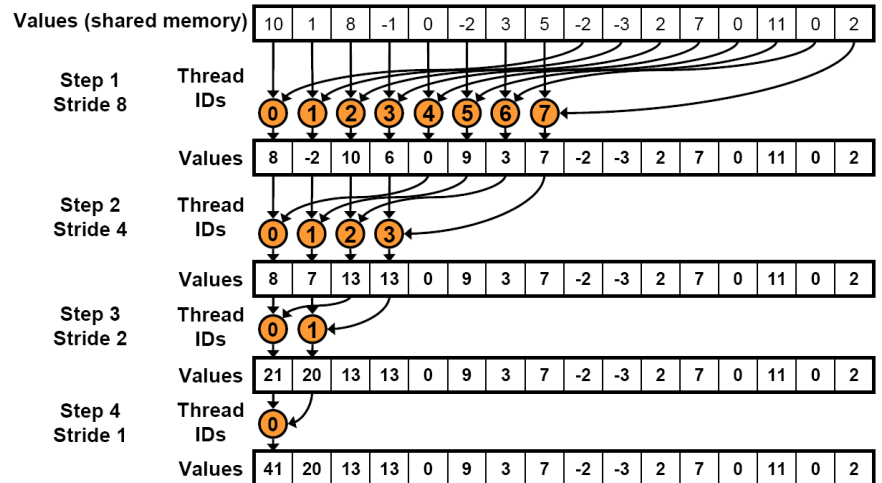 Values (shared memory) 10 1 8 -1 0 -2 3 5 -2 -3 2 7 0 11 0 2
Step 1 Thread
Stride 8 IDs
0 1 2 3 4 5 6 7
Values 8 -2 10 6 0 9 3 7 -2 -3 2 7 0 11 0 2
Step 2 Thread
Stride 4 IDs
0 1 2 3
Values 8 7 13 13 0 9 3 7 -2 -3 2 7 0 11 0 2
Step 3 Thread
Stride 2 IDs
0 1
Values 21 20 13 13 0 9 3 7 -2 -3 2 7 0 11 0 2
Step 4 Thread
Stride 1 IDs
0
Values 41 20 13 13 0 9 3 7 -2 -3 2 7 0 11 0 2